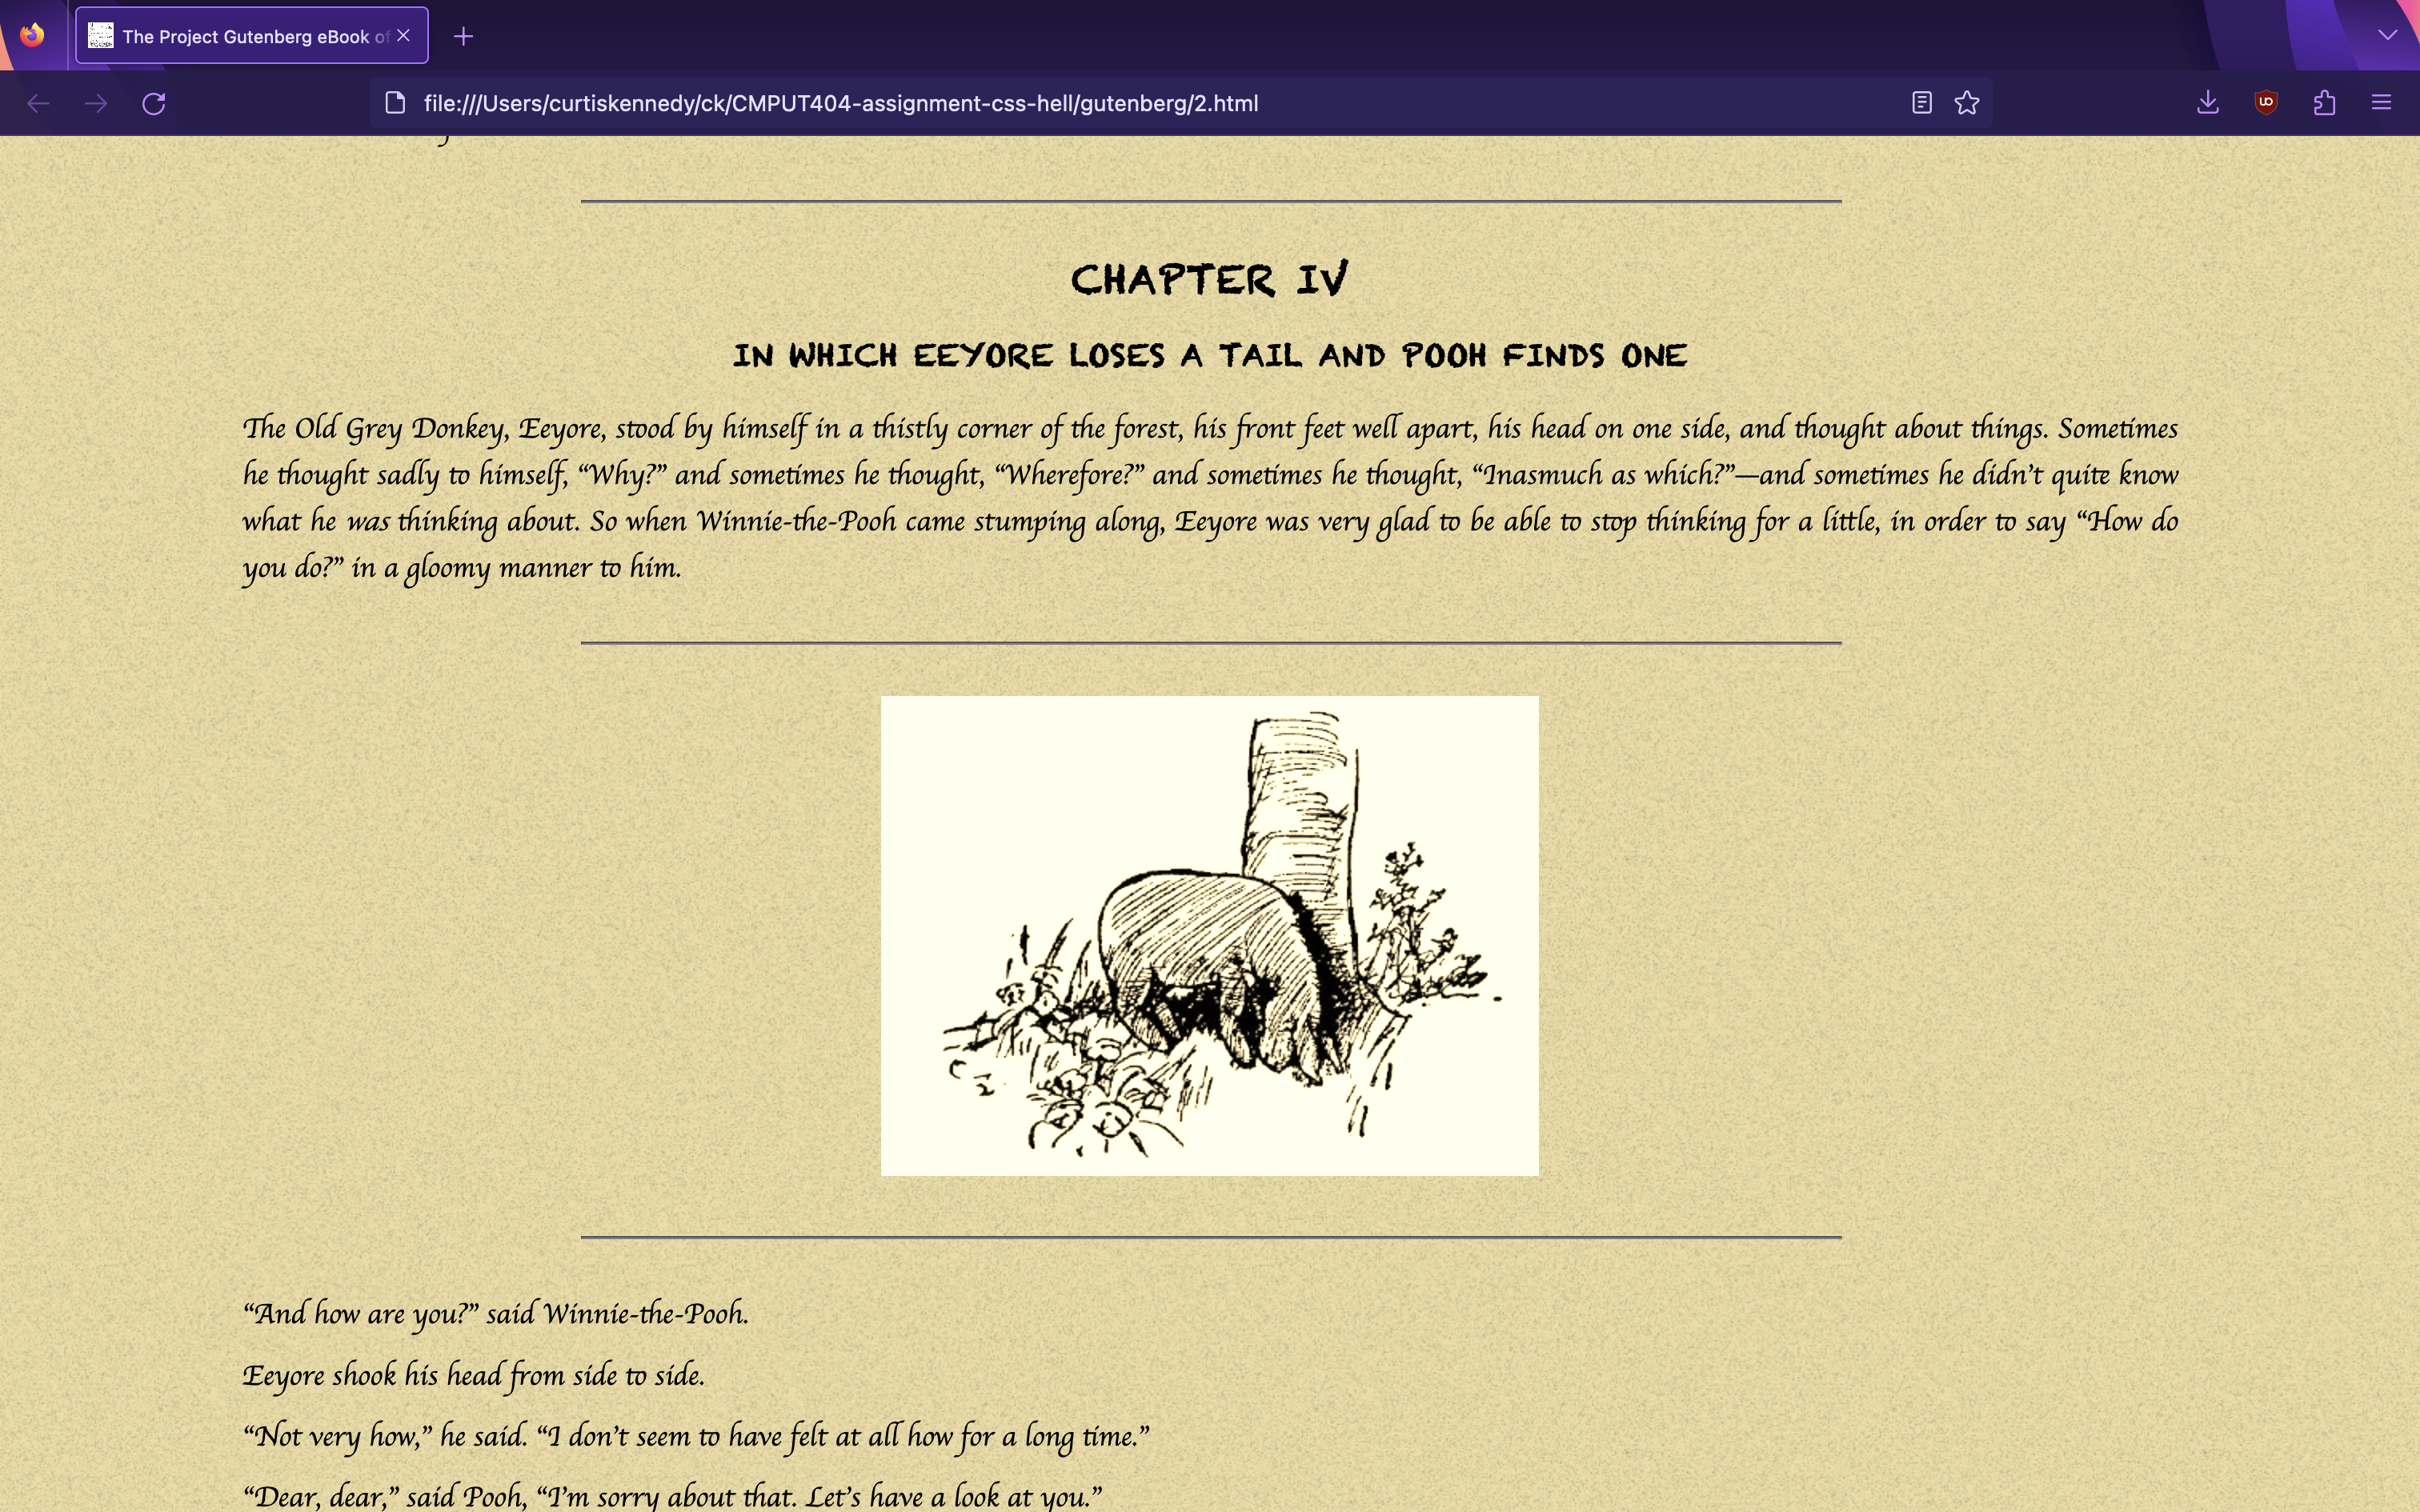 The Project Gutenberg eBook of
file:///Users/curtiskennedy/ck/CMPUT404-assignment-css-hell/gutenberg/2.html
CHAPTER IV
IN WHICH EEYORE LOSES A TAIL AND POOH FINDS ONE
The Old Grey Donkey, Eeyore, stood by himself in a thistly corner of the forest, his front feet well apart, his head on one side, and thought about things. Sometimes
he thought sadly to himself, “Why?” and sometimes he thought, “Wherefore?” and sometimes he thought, “Inasmuch as which?”—and sometimes he didn’t quite know
what he was thinking about. So when Winnie-the-Pooh came stumping along, Eeyore was very glad to be able to stop thinking for a little, in order to say “How do
you do?” in a gloomy manner to him.
“And how are you?” said Winnie-the-Pooh.
Eeyore shook his head from side to side.
“Not very how,” he said. “I don’t seem to have felt at all how for a long time.”
“Dear, dear,” said Pooh, “I’m sorry about that. Let’s have a look at you.”